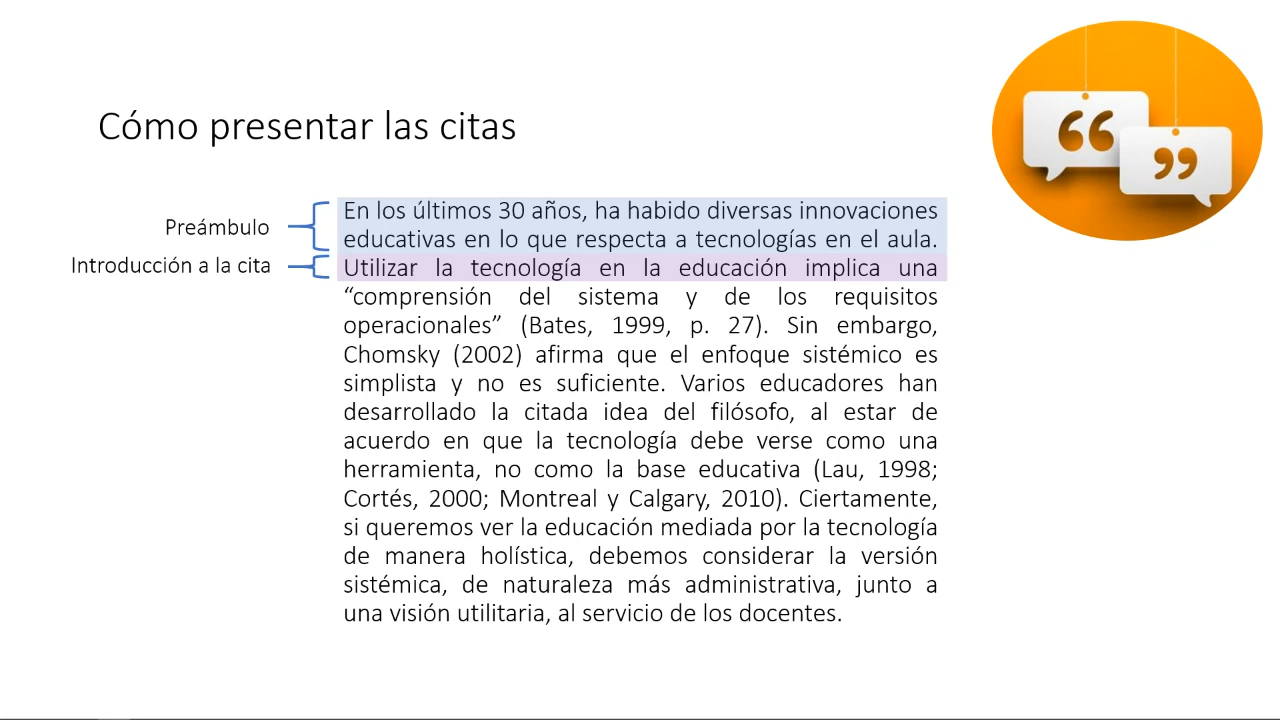 Cómo presentar las citas
Preámbulo
Introducción a la cita
En los últimos 30 años, ha habido diversas innovaciones
educativas en lo que respecta a tecnologías en el aula.
Utilizar la tecnología en la educación implica una
“comprensión del sistema y de los requisitos
operacionales” (Bates, 1999, p. 27). Sin embargo,
Chomsky (2002) afirma que el enfoque sistémico es
simplista y no es suficiente. Varios educadores han
desarrollado la citada idea del filósofo, al estar de
acuerdo en que la tecnología debe verse como una
herramienta, no como la base educativa (Lau, 1998;
Cortés, 2000; Montreal y Calgary, 2010). Ciertamente,
si queremos ver la educación mediada por la tecnología
de manera holística, debemos considerar la versión
sistémica, de naturaleza más administrativa, junto a
una visión utilitaria, al servicio de los docentes.